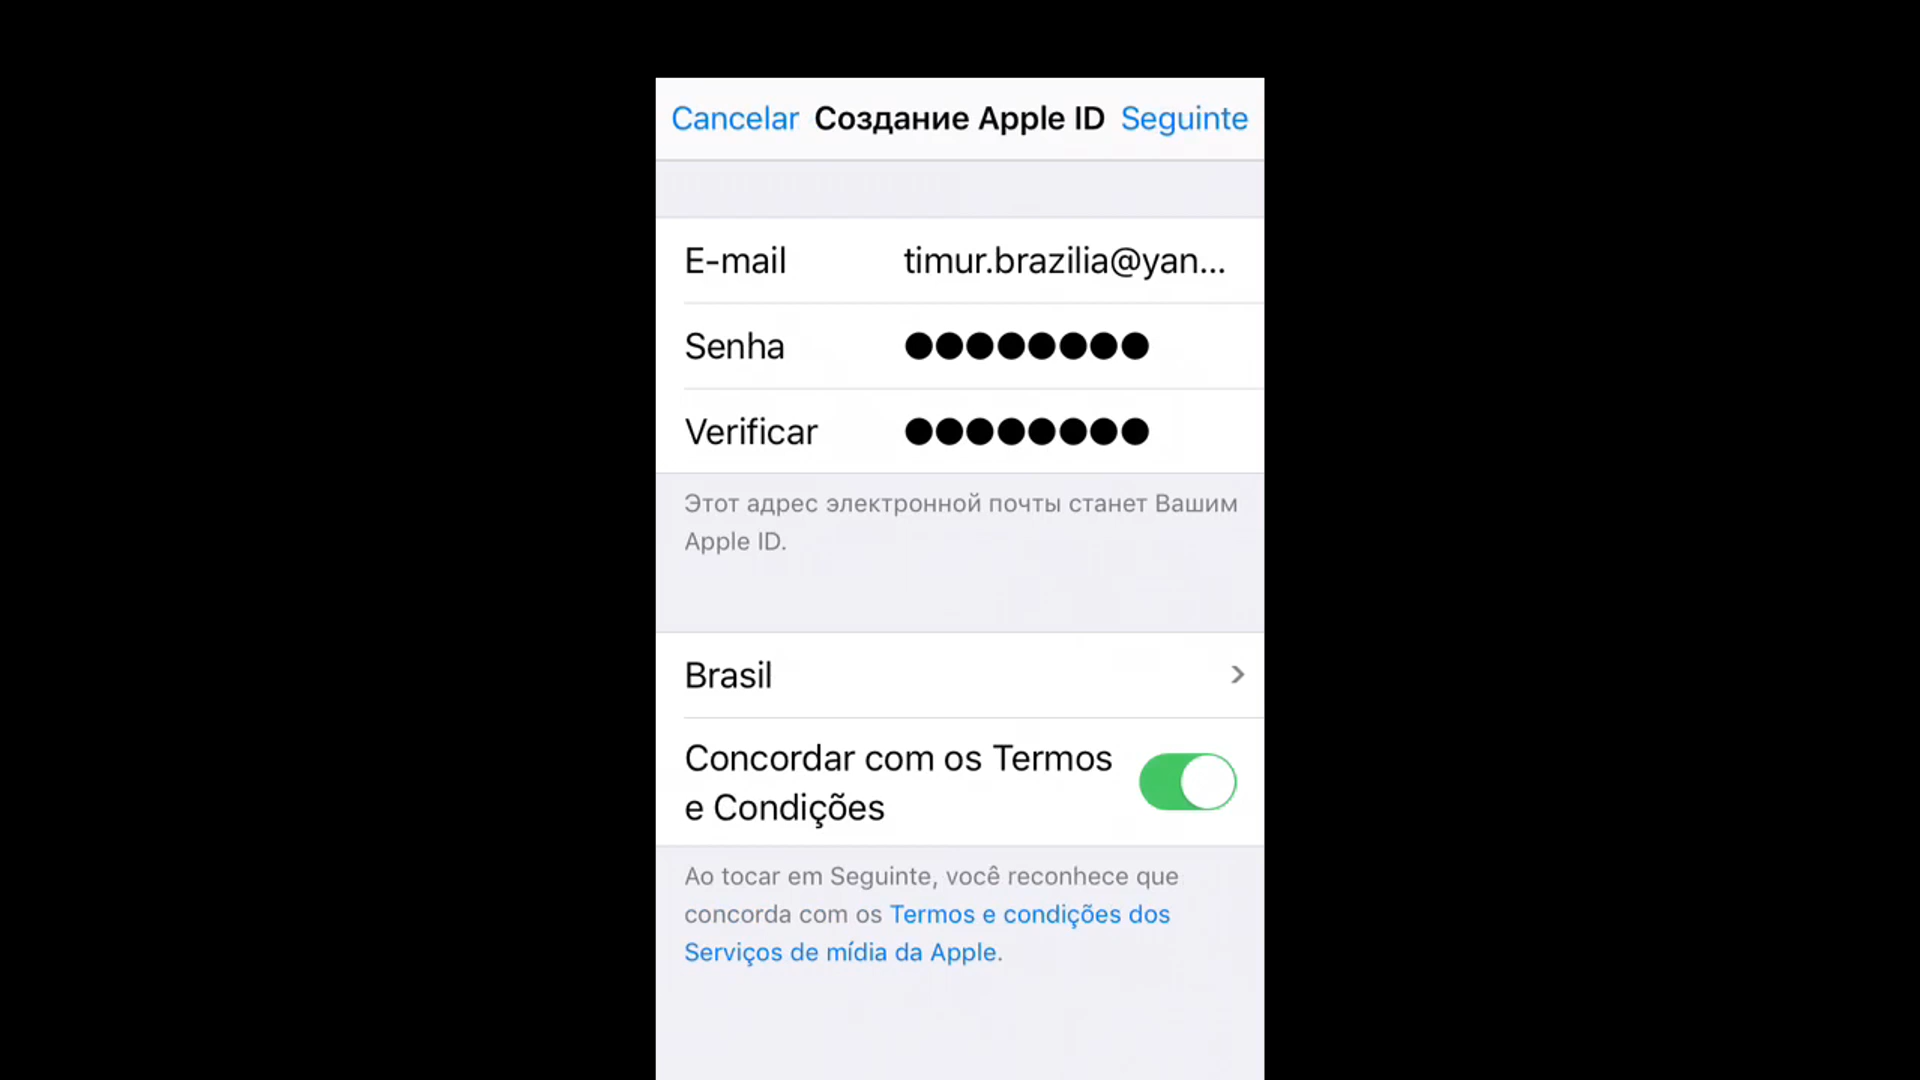 Cancelar Создание Apple ID Seguinte
E-mail timur.brazilia@yan...
Senha ●●●●●●●●
Verificar ●●●●●●●●
Этот адрес электронной почты станет Вашим
Apple ID.
Brasil
Concordar com os Termos
e Condições
Ao tocar em Seguinte, você reconhece que
concorda com os Termos e condições dos
Serviços de mídia da Apple.